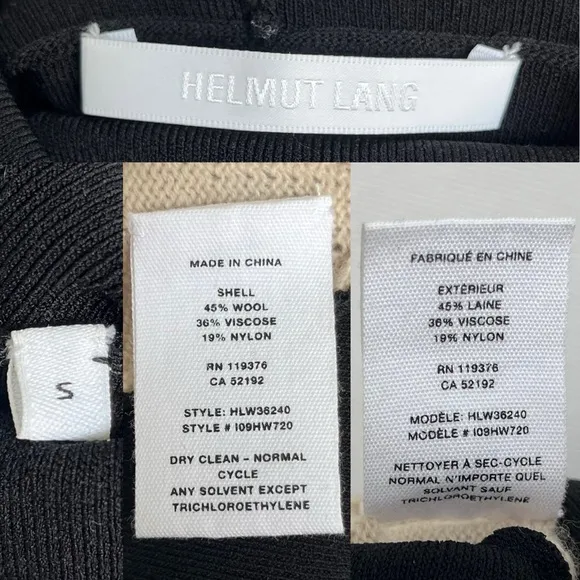 HELMUT LANG
S
MADE IN CHINA
SHELL
45% WOOL
36% VISCOSE
19% NYLON
RN 119376
CA 52192
STYLE: HLW36240
STYLE # I09HW720
DRY CLEAN – NORMAL
CYCLE
ANY SOLVENT EXCEPT
TRICHLOROETHYLENE
FABRIQUÉ EN CHINE
EXTÉRIEUR
45% LAINE
36% VISCOSE
19% NYLON
RN 119376
CA 52192
MODÈLE: HLW36240
MODÈLE # I09HW720
NETTOYER À SEC-CYCLE
NORMAL N'IMPORTE QUEL
SOLVANT SAUF
TRICHLOROETHYLENE